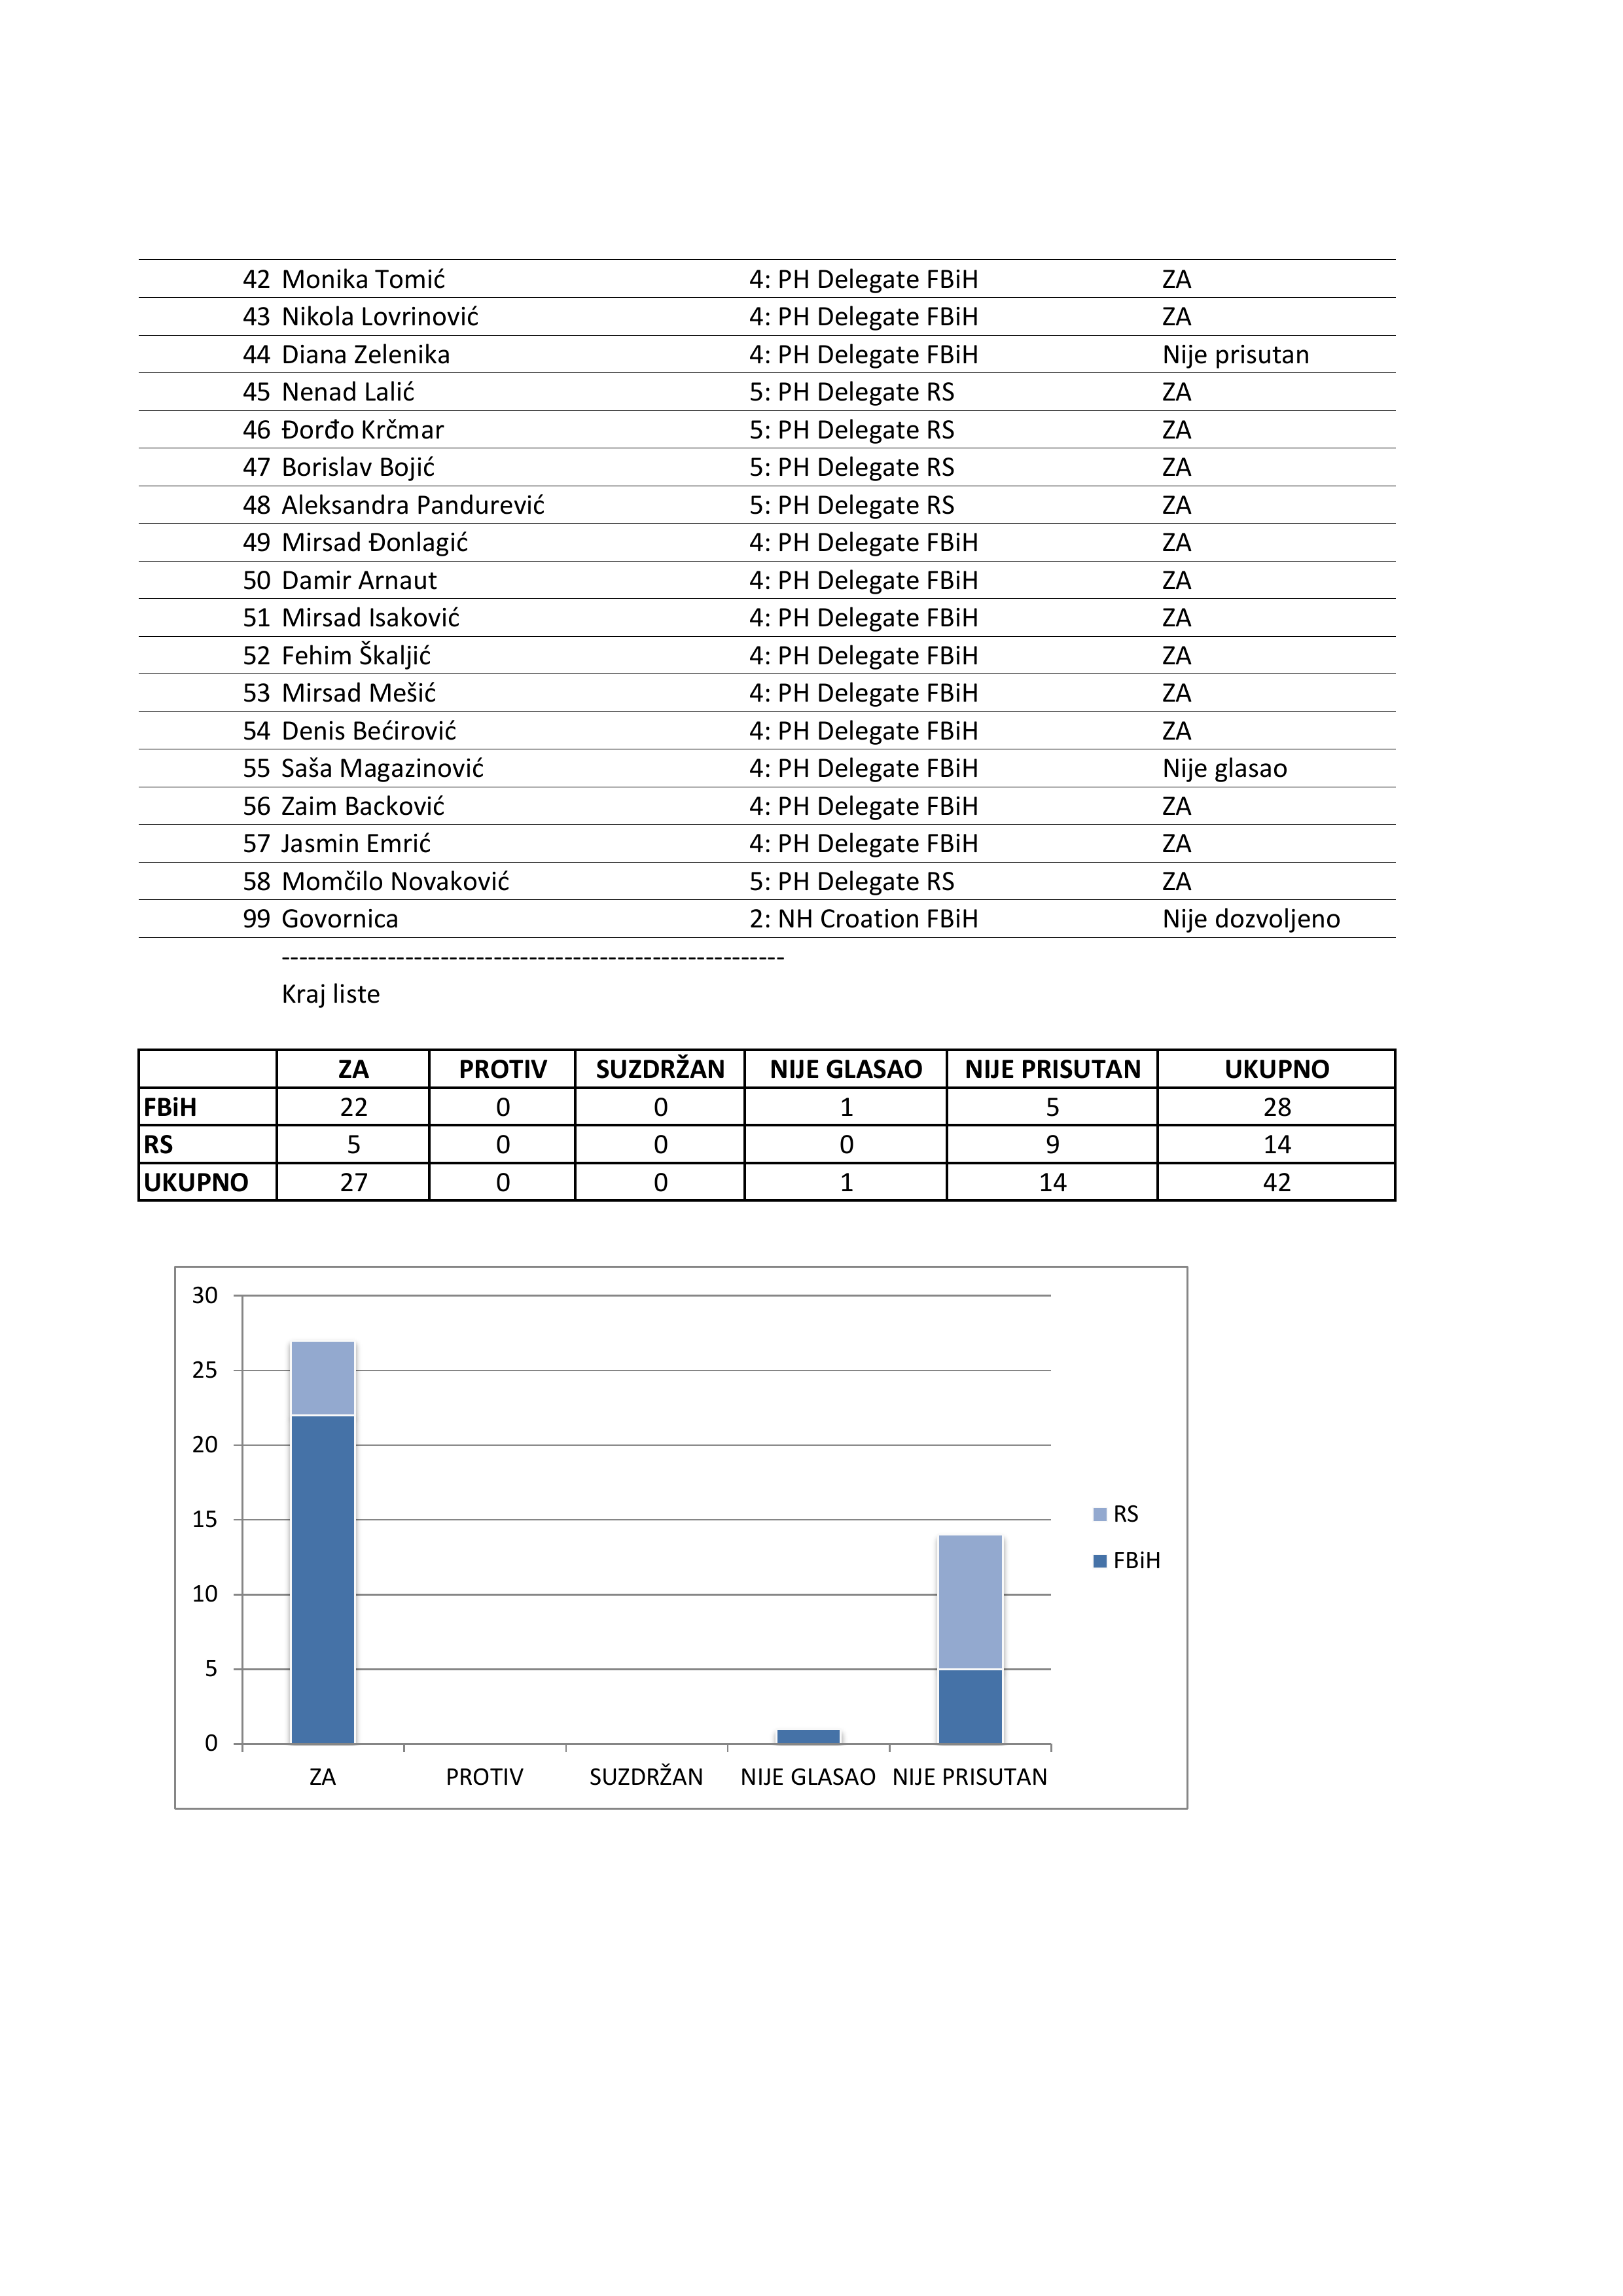 42 Monika Tomić 4: PH Delegate FBiH ZA
43 Nikola Lovrinović 4: PH Delegate FBiH ZA
44 Diana Zelenika 4: PH Delegate FBiH Nije prisutan
45 Nenad Lalić 5: PH Delegate RS ZA
46 Đorđo Krčmar 5: PH Delegate RS ZA
47 Borislav Bojić 5: PH Delegate RS ZA
48 Aleksandra Pandurević 5: PH Delegate RS ZA
49 Mirsad Đonlagić 4: PH Delegate FBiH ZA
50 Damir Arnaut 4: PH Delegate FBiH ZA
51 Mirsad Isaković 4: PH Delegate FBiH ZA
52 Fehim Škaljić 4: PH Delegate FBiH ZA
53 Mirsad Mešić 4: PH Delegate FBiH ZA
54 Denis Bećirović 4: PH Delegate FBiH ZA
55 Saša Magazinović 4: PH Delegate FBiH Nije glasao
56 Zaim Backović 4: PH Delegate FBiH ZA
57 Jasmin Emrić 4: PH Delegate FBiH ZA
58 Momčilo Novaković 5: PH Delegate RS ZA
99 Govornica 2: NH Croation FBiH Nije dozvoljeno
---------------------------------------------------------
Kraj liste
ZA PROTIV SUZDRŽAN NIJE GLASAO NIJE PRISUTAN UKUPNO
FBiH 22 0 0 1 5 28
RS 5 0 0 0 9 14
UKUPNO 27 0 0 1 14 42
30
25
20
15
10
5
0
ZA PROTIV SUZDRŽAN NIJE GLASAO NIJE PRISUTAN
RS
FBiH